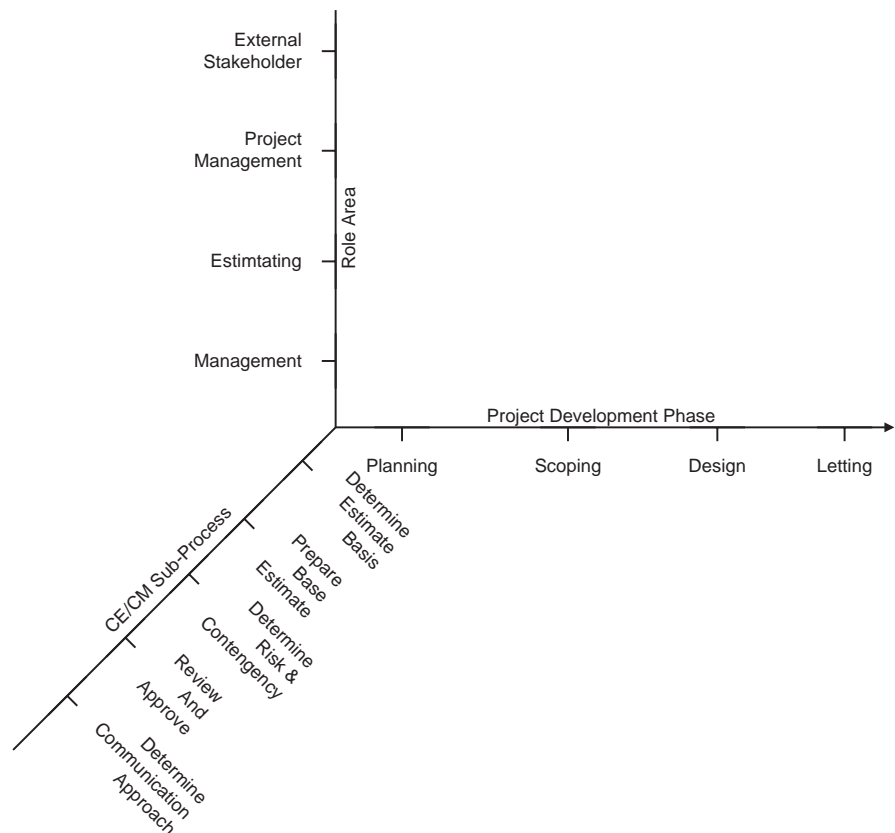 External
Stakeholder
Project
Management
Role Area
Estimtating
Management
Project Development Phase
Planning
Scoping
Design
Letting
CE/CM Sub-Process
Determine
Estimate
Basis
Prepare
Base
Estimate
Determine
Risk &
Contengency
Review
And
Approve
Determine
Communication
Approach